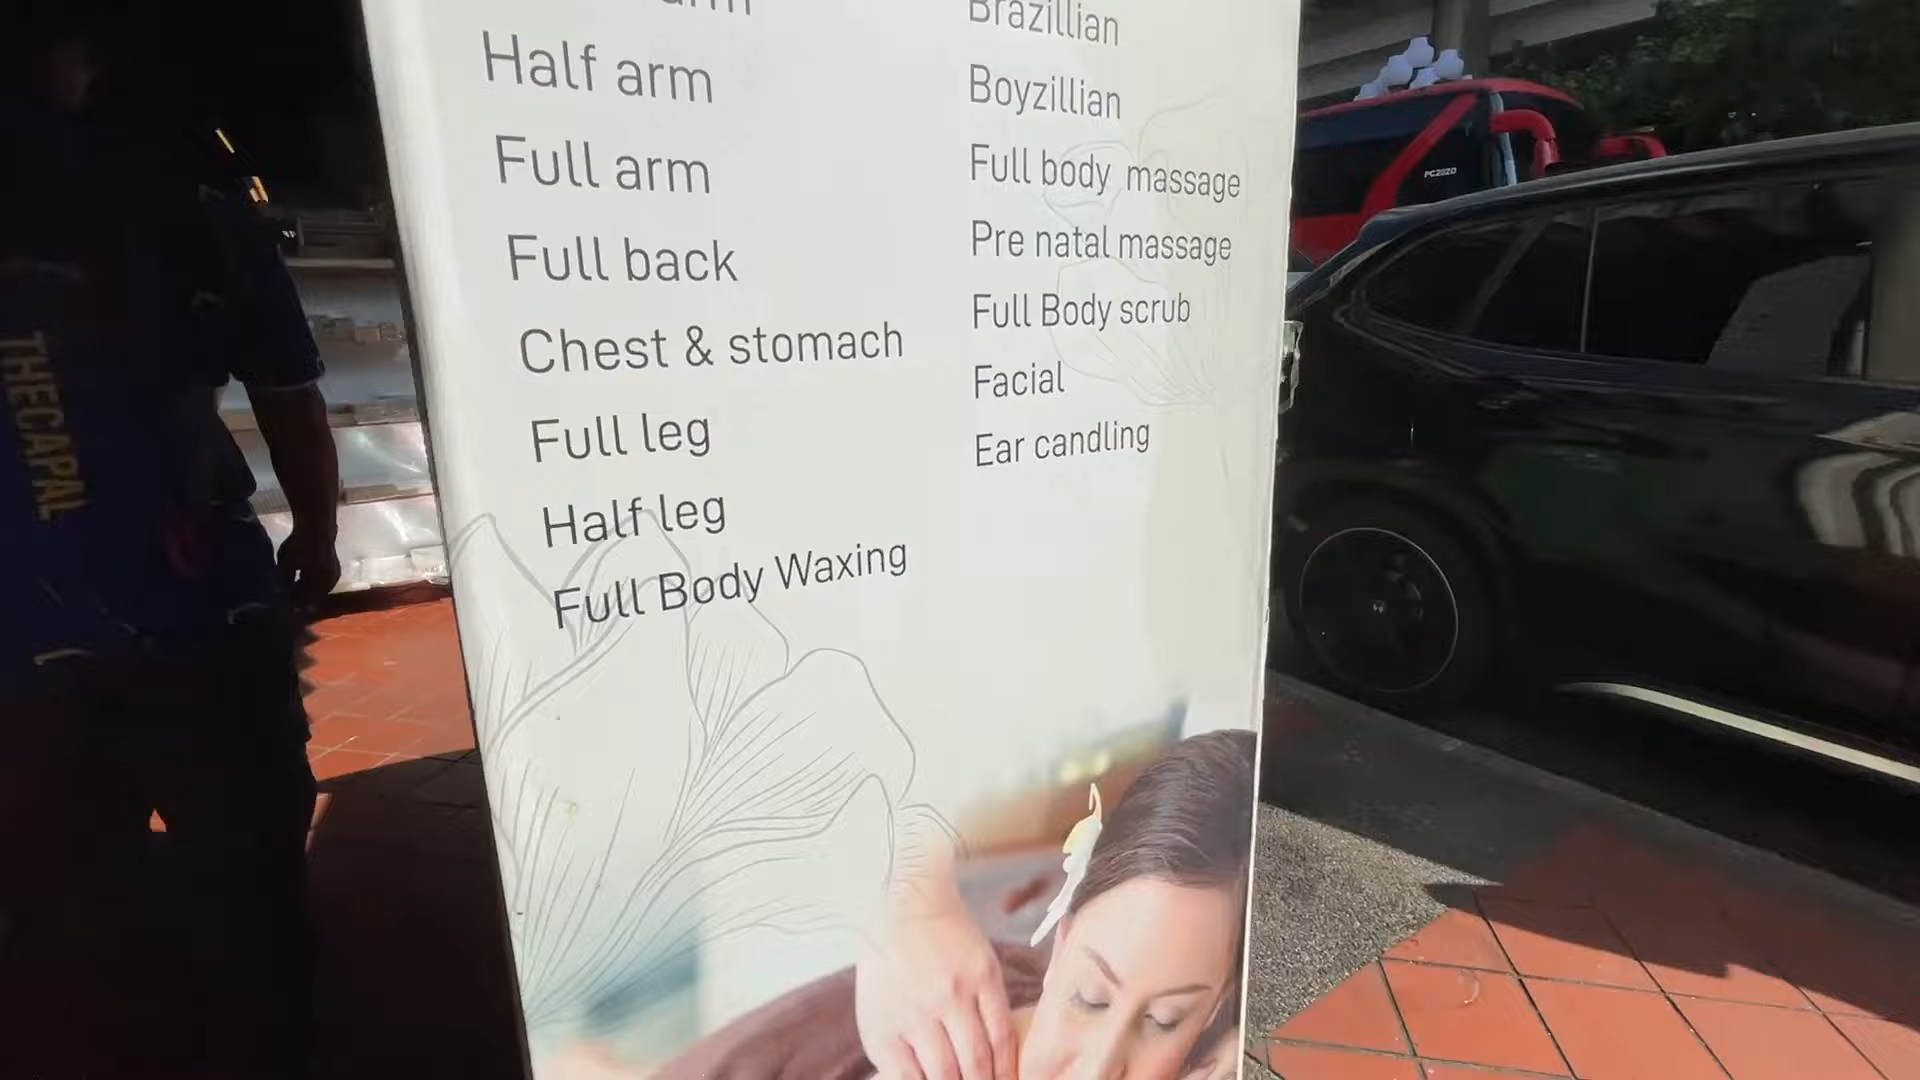 Half arm
Full arm
Full back
Chest & stomach
Full leg
Half leg
Full Body Waxing
Brazillian
Boyzillian
Full body massage
Pre natal massage
Full Body scrub
Facial
Ear candling
THECAPAL